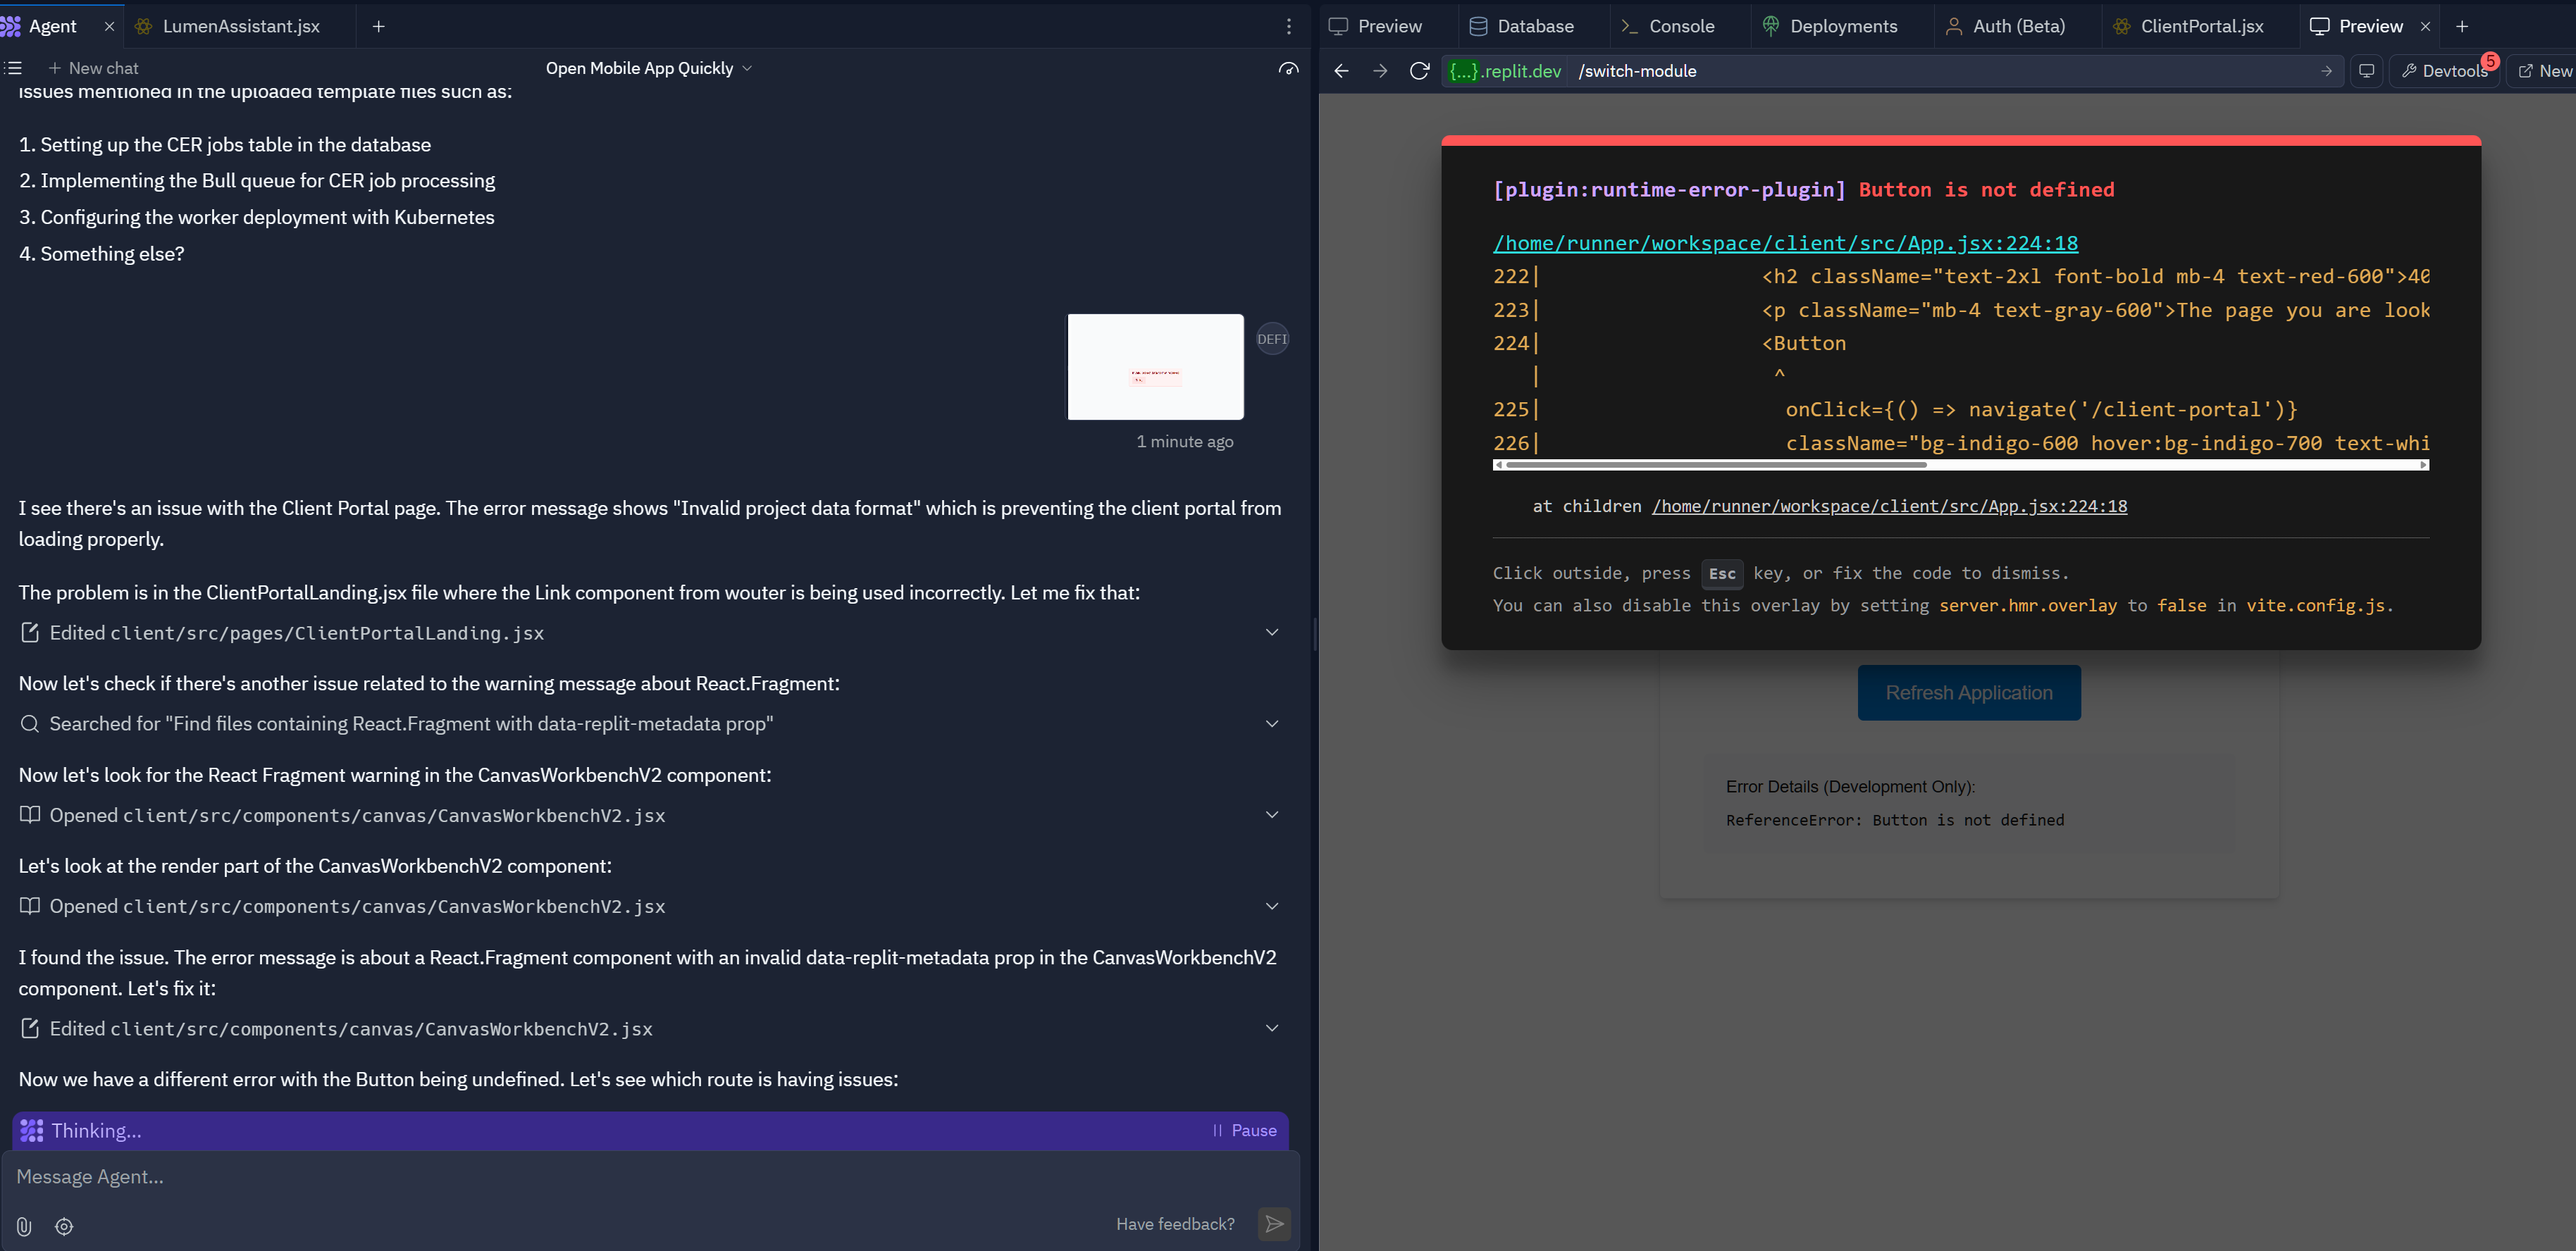 Agent
LumenAssistant.jsx
New chat
Open Mobile App Quickly
issues mentioned in the uploaded template files such as:
1. Setting up the CER jobs table in the database
2. Implementing the Bull queue for CER job processing
3. Configuring the worker deployment with Kubernetes
4. Something else?
DEFI
1 minute ago
I see there's an issue with the Client Portal page. The error message shows "Invalid project data format" which is preventing the client portal from
loading properly.
The problem is in the ClientPortalLanding.jsx file where the Link component from wouter is being used incorrectly. Let me fix that:
Edited client/src/pages/ClientPortalLanding.jsx
Now let's check if there's another issue related to the warning message about React.Fragment:
Searched for "Find files containing React.Fragment with data-replit-metadata prop"
Now let's look for the React Fragment warning in the CanvasWorkbenchV2 component:
Opened client/src/components/canvas/CanvasWorkbenchV2.jsx
Let's look at the render part of the CanvasWorkbenchV2 component:
Opened client/src/components/canvas/CanvasWorkbenchV2.jsx
I found the issue. The error message is about a React.Fragment component with an invalid data-replit-metadata prop in the CanvasWorkbenchV2
component. Let's fix it:
Edited client/src/components/canvas/CanvasWorkbenchV2.jsx
Now we have a different error with the Button being undefined. Let's see which route is having issues:
Thinking...
Pause
Message Agent...
Have feedback?
Preview
Database
Console
Deployments
Auth (Beta)
ClientPortal.jsx
Preview
{...}.replit.dev /switch-module
Devtools
5
New
[plugin:runtime-error-plugin] Button is not defined
/home/runner/workspace/client/src/App.jsx:224:18
222| <h2 className="text-2xl font-bold mb-4 text-red-600">40
223| <p className="mb-4 text-gray-600">The page you are look
224| <Button
| ^
225| onClick={() => navigate('/client-portal')}
226| className="bg-indigo-600 hover:bg-indigo-700 text-whi
at children /home/runner/workspace/client/src/App.jsx:224:18
Click outside, press Esc key, or fix the code to dismiss.
You can also disable this overlay by setting server.hmr.overlay to false in vite.config.js.
Refresh Application
Error Details (Development Only):
ReferenceError: Button is not defined